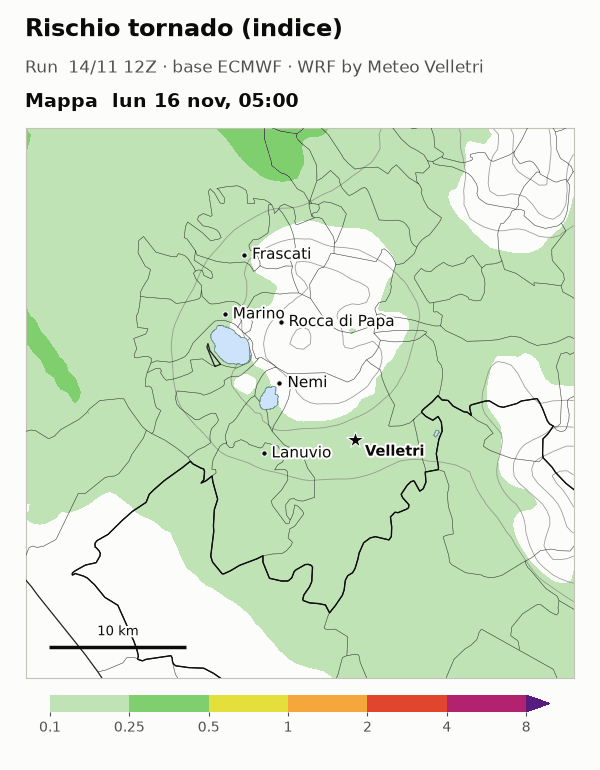 Rischio tornado (indice)
Run  14/11 12Z · base ECMWF · WRF by Meteo Velletri
Mappa  lun 16 nov, 05:00
Frascati
Marino
Rocca di Papa
Nemi
Velletri
Lanuvio
10 km
0.1 0.25 0.5 1 2 4 8